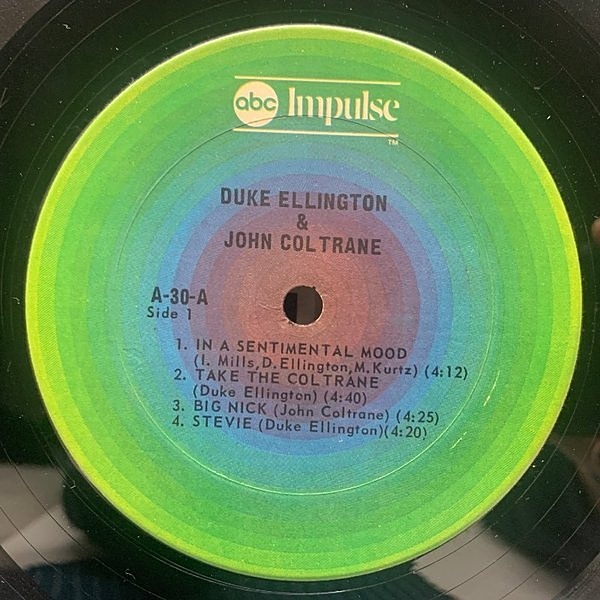 abc Impulse
TM
DUKE ELLINGTON
&
JOHN COLTRANE
A-30-A
Side 1
1. IN A SENTIMENTAL MOOD
(I. Mills, D. Ellington, M. Kurtz) (4:12)
2. TAKE THE COLTRANE
(Duke Ellington) (4:40)
3. BIG NICK (John Coltrane) (4:25)
4. STEVIE (Duke Ellington)(4:20)